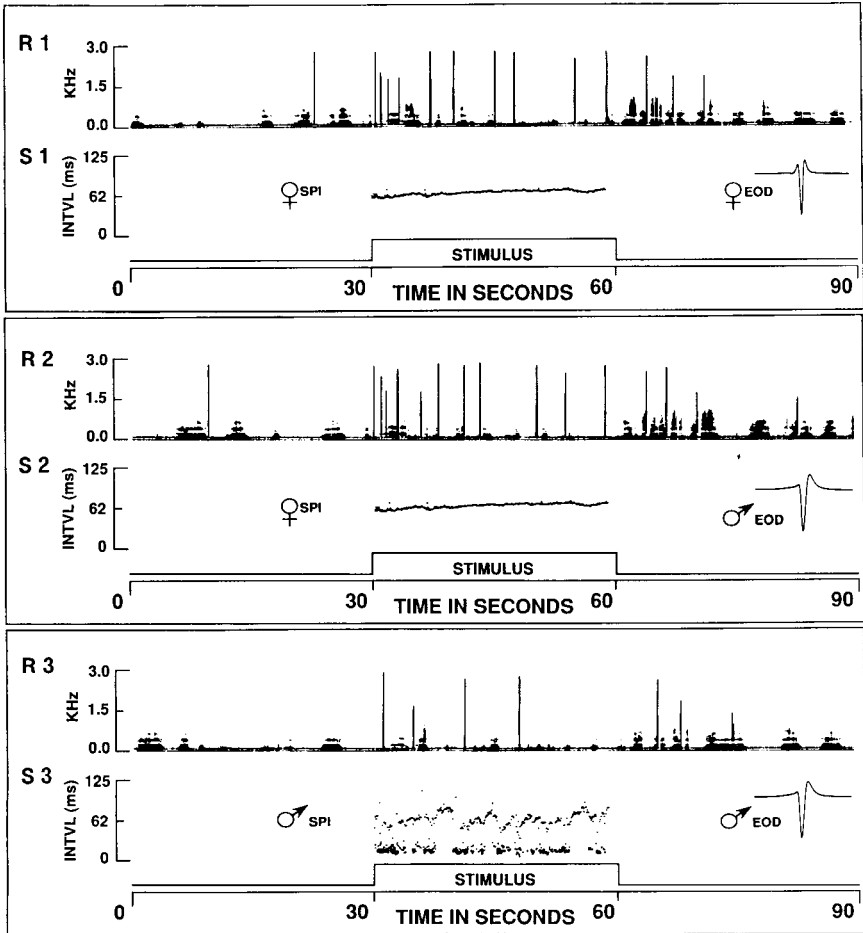 R 1
KHz
3.0
1.5
0.0
S 1
INTVL (ms)
125
62
0
♀ SPI
♀ EOD
STIMULUS
0 30 TIME IN SECONDS 60 90
R 2
KHz
3.0
1.5
0.0
S 2
INTVL (ms)
125
62
0
♀ SPI
♂ EOD
STIMULUS
0 30 TIME IN SECONDS 60 90
R 3
KHz
3.0
1.5
0.0
S 3
INTVL (ms)
125
62
0
♂ SPI
♂ EOD
STIMULUS
0 30 TIME IN SECONDS 60 90